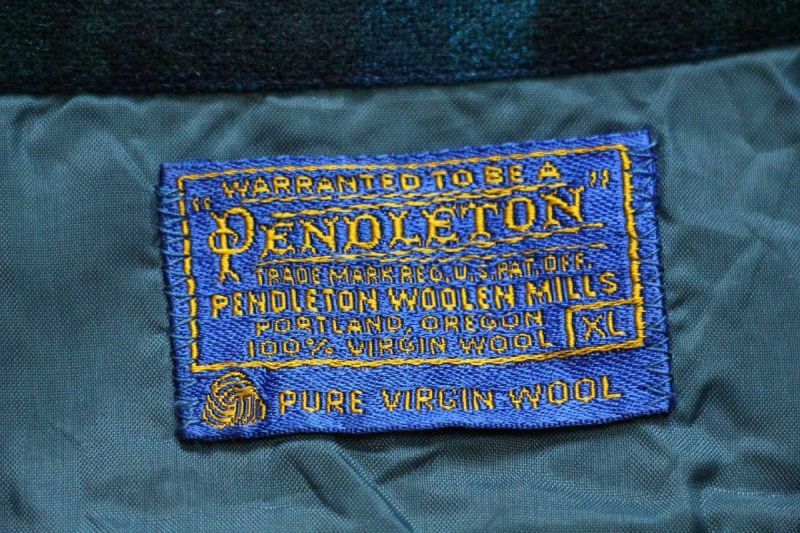 WARRANTED TO BE A
"PENDLETON"
TRADE MARK REG. U.S. PAT. OFF.
PENDLETON WOOLEN MILLS
PORTLAND, OREGON
100% VIRGIN WOOL
XL
PURE VIRGIN WOOL